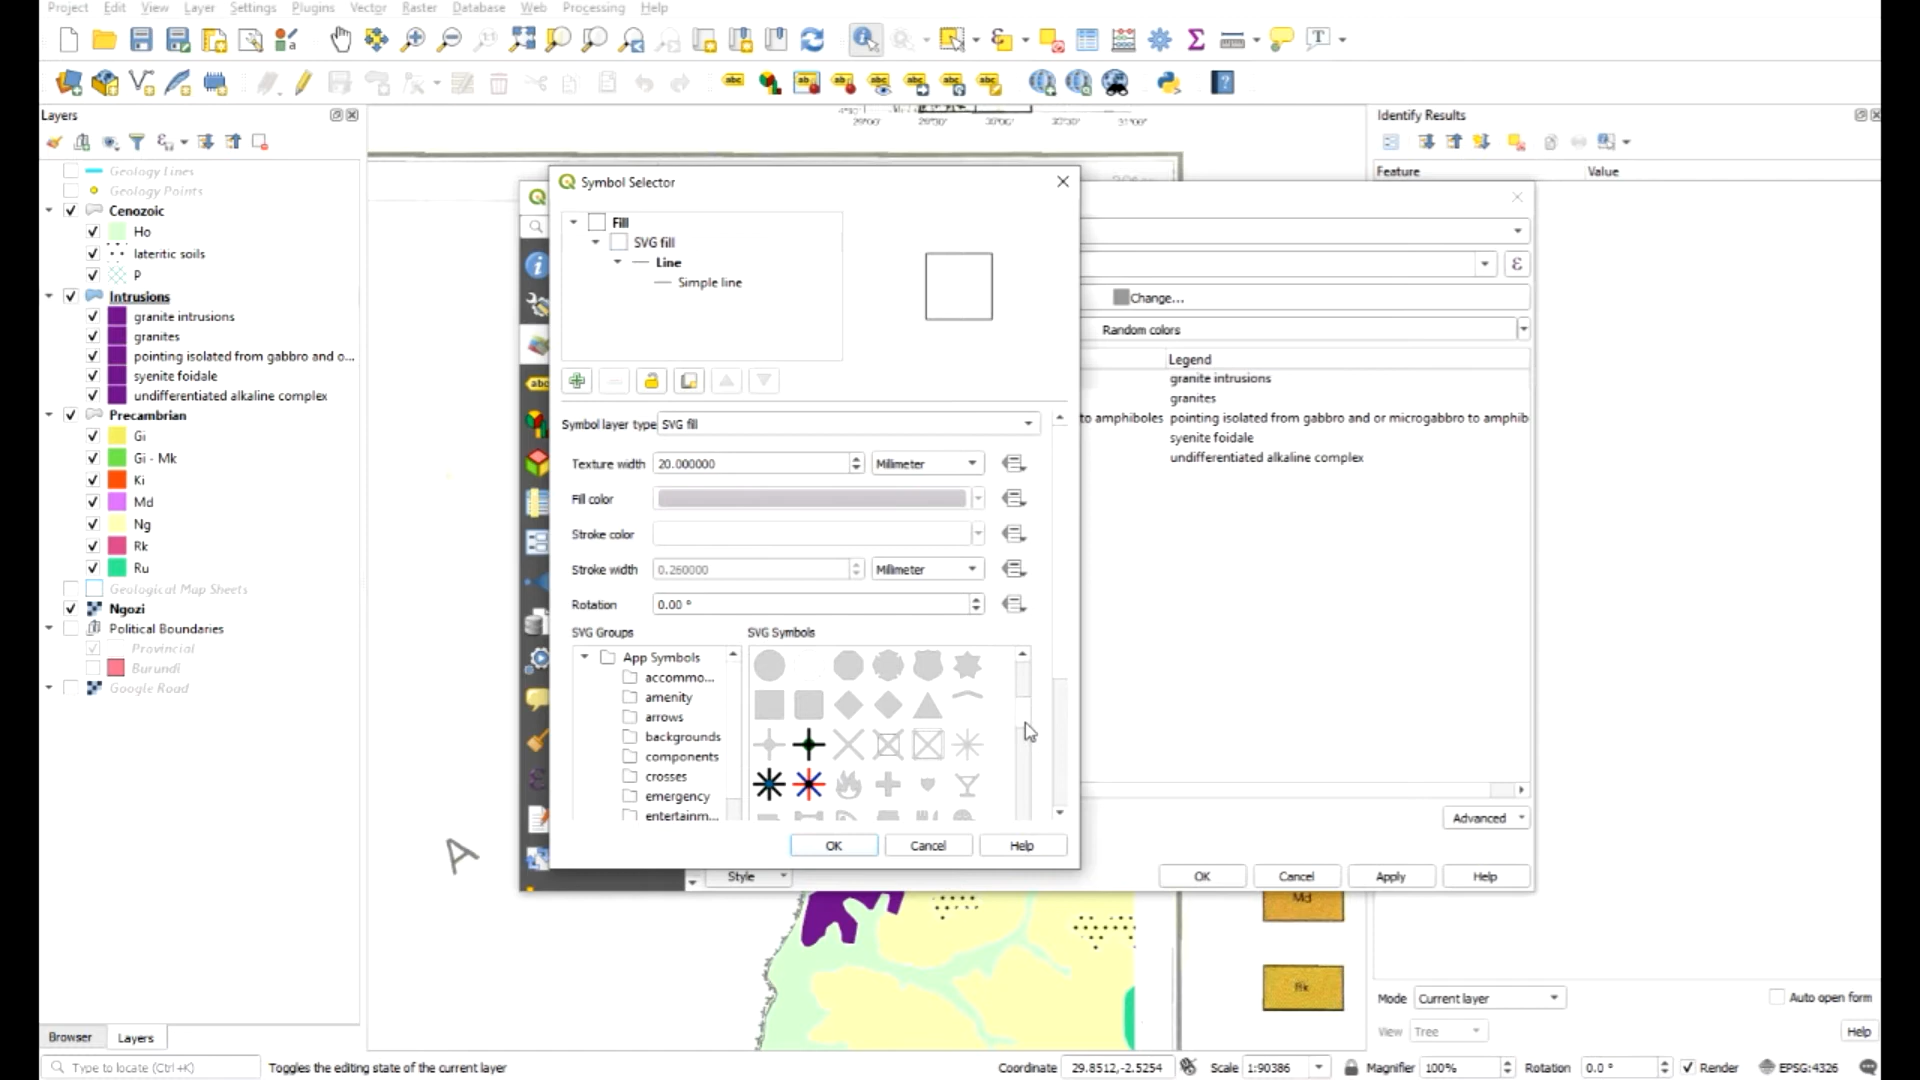 Project Edit View Layer Settings Plugins Vector Raster Database Web Processing Help
Layers
Geology Lines
Geology Points
Cenozoic
Ho
lateritic soils
P
Intrusions
granite intrusions
granites
pointing isolated from gabbro and o...
syenite foidale
undifferentiated alkaline complex
Precambrian
Gi
Gi - Mk
Ki
Md
Ng
Rk
Ru
Geological Map Sheets
Ngozi
Political Boundaries
Provincial
Burundi
Google Road
Browser Layers
Symbol Selector
Fill
SVG fill
Line
Simple line
Symbol layer type SVG fill
Texture width 20.000000 Millimeter
Fill color
Stroke color
Stroke width 0.260000 Millimeter
Rotation 0.00 °
SVG Groups SVG Symbols
App Symbols
accommo...
amenity
arrows
backgrounds
components
crosses
emergency
entertainm...
OK Cancel Help
Change...
Random colors
Legend
granite intrusions
granites
to amphiboles pointing isolated from gabbro and or microgabbro to amphib
syenite foidale
undifferentiated alkaline complex
Advanced
Style OK Cancel Apply Help
A
Md
Rk
Identify Results
Feature Value
Mode Current layer Auto open form
View Tree Help
Type to locate (Ctrl+K) Toggles the editing state of the current layer Coordinate 29.8512,-2.5254 Scale 1:90386 Magnifier 100% Rotation 0.0 ° Render EPSG:4326